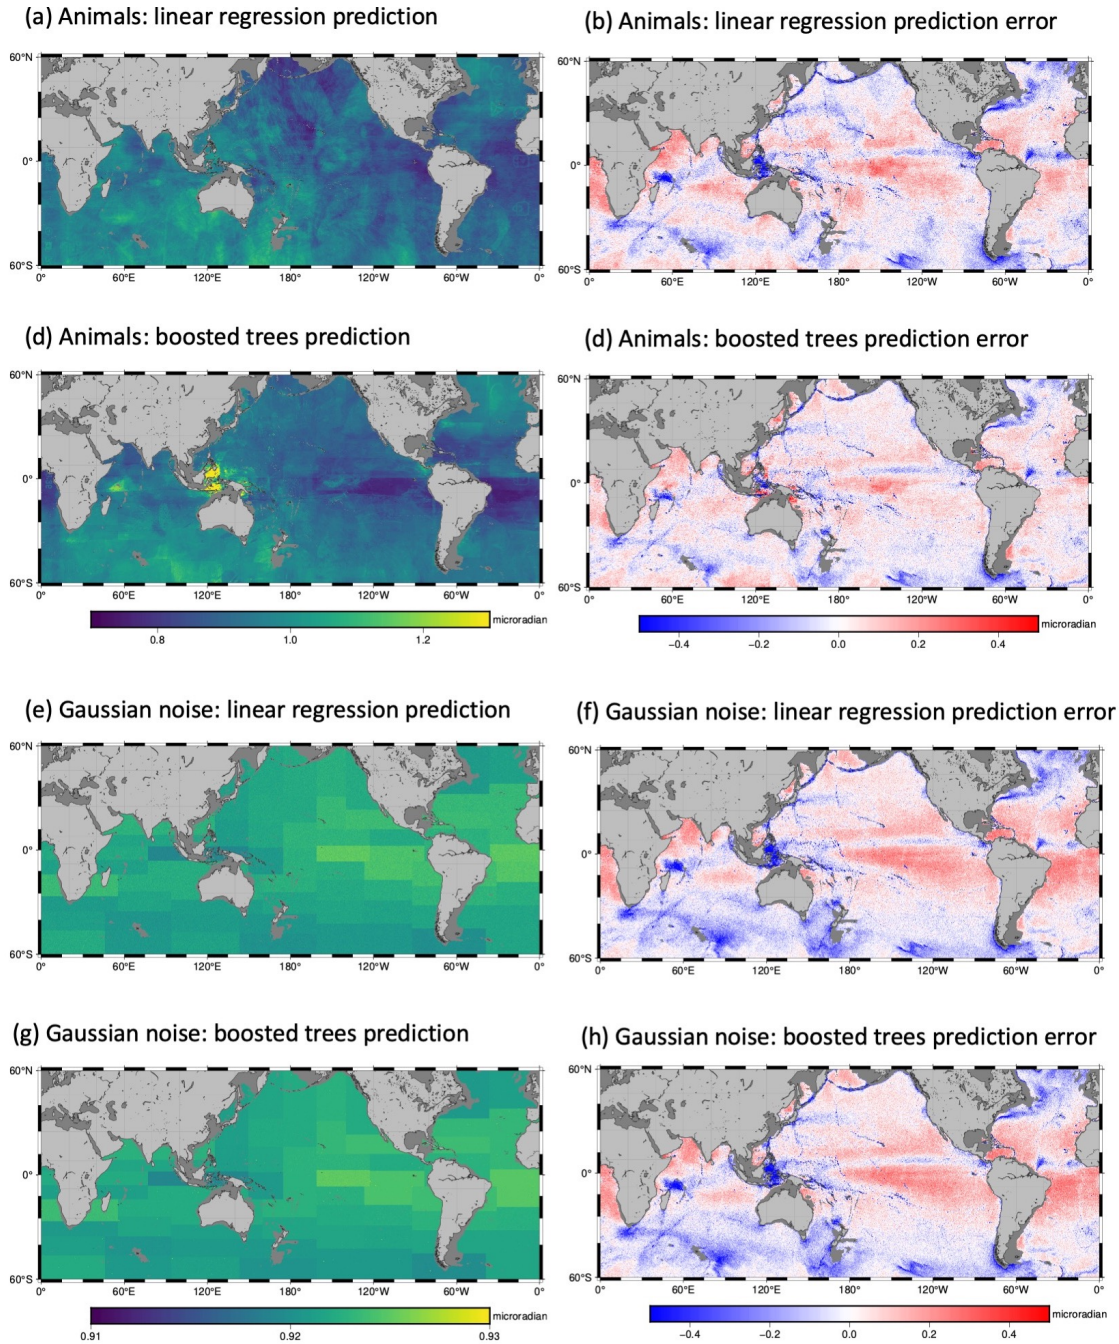 (a) Animals: linear regression prediction
(b) Animals: linear regression prediction error
60°N
0°
60°S
0° 60°E 120°E 180° 120°W 60°W 0°
60°N
0°
60°S
0° 60°E 120°E 180° 120°W 60°W 0°
(d) Animals: boosted trees prediction
(d) Animals: boosted trees prediction error
60°N
0°
60°S
0° 60°E 120°E 180° 120°W 60°W 0°
60°N
0°
60°S
0° 60°E 120°E 180° 120°W 60°W 0°
microradian
0.8 1.0 1.2
microradian
−0.4 −0.2 0.0 0.2 0.4
(e) Gaussian noise: linear regression prediction
(f) Gaussian noise: linear regression prediction error
60°N
0°
60°S
0° 60°E 120°E 180° 120°W 60°W 0°
60°N
0°
60°S
0° 60°E 120°E 180° 120°W 60°W 0°
(g) Gaussian noise: boosted trees prediction
(h) Gaussian noise: boosted trees prediction error
60°N
0°
60°S
0° 60°E 120°E 180° 120°W 60°W 0°
60°N
0°
60°S
0° 60°E 120°E 180° 120°W 60°W 0°
microradian
0.91 0.92 0.93
microradian
−0.4 −0.2 0.0 0.2 0.4